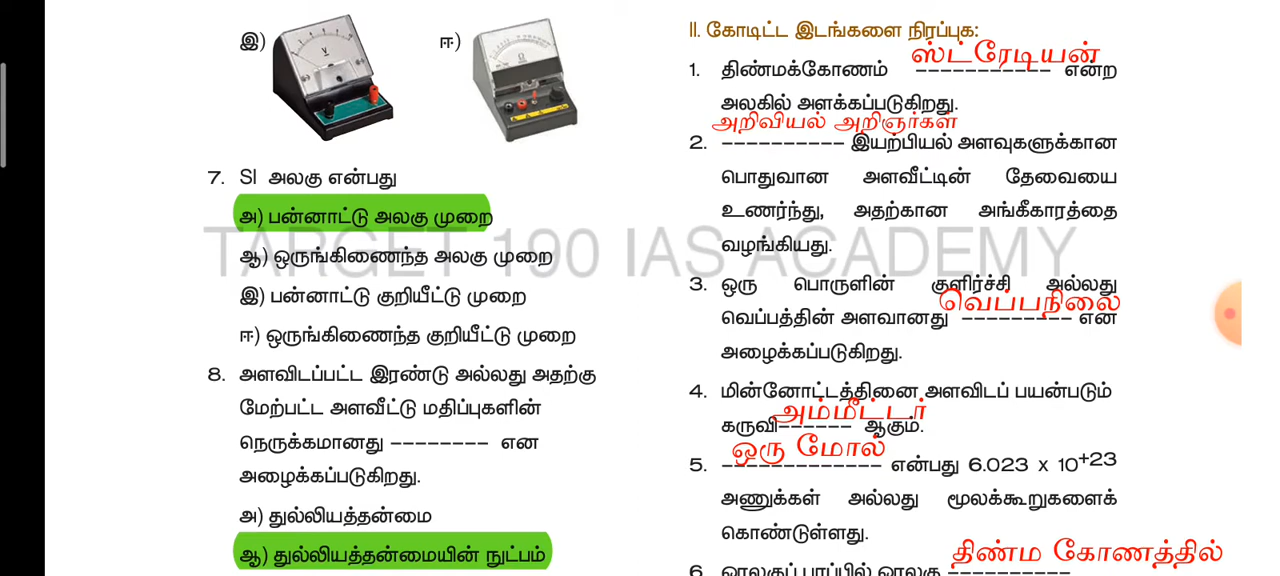 இ)
V
ஈ)
Ω
7. SI அலகு என்பது
அ) பன்னாட்டு அலகு முறை
ஆ) ஒருங்கிணைந்த அலகு முறை
இ) பன்னாட்டு குறியீட்டு முறை
ஈ) ஒருங்கிணைந்த குறியீட்டு முறை
8. அளவிடப்பட்ட இரண்டு அல்லது அதற்கு
மேற்பட்ட அளவீட்டு மதிப்புகளின்
நெருக்கமானது -------- என
அழைக்கப்படுகிறது.
அ) துல்லியத்தன்மை
ஆ) துல்லியத்தன்மையின் நுட்பம்
TARGET 190 IAS ACADEMY
II. கோடிட்ட இடங்களை நிரப்புக:
ஸ்ட்ரேடியன்
1. திண்மக்கோணம் ----------- என்ற
அலகில் அளக்கப்படுகிறது.
அறிவியல் அறிஞர்கள்
2. ---------- இயற்பியல் அளவுகளுக்கான
பொதுவான அளவீட்டின் தேவையை
உணர்ந்து, அதற்கான அங்கீகாரத்தை
வழங்கியது.
3. ஒரு பொருளின் குளிர்ச்சி அல்லது
வெப்பநிலை
வெப்பத்தின் அளவானது --------- என
அழைக்கப்படுகிறது.
4. மின்னோட்டத்தினை அளவிடப் பயன்படும்
அம்மீட்டர்
கருவி------ ஆகும்.
ஒரு மோல்
5. ------------- என்பது 6.023 x 10+23
அணுக்கள் அல்லது மூலக்கூறுகளைக்
கொண்டுள்ளது.
திண்ம கோணத்தில்
6. ஓரலகுப் பரப்பில் ஓரலகு ----------